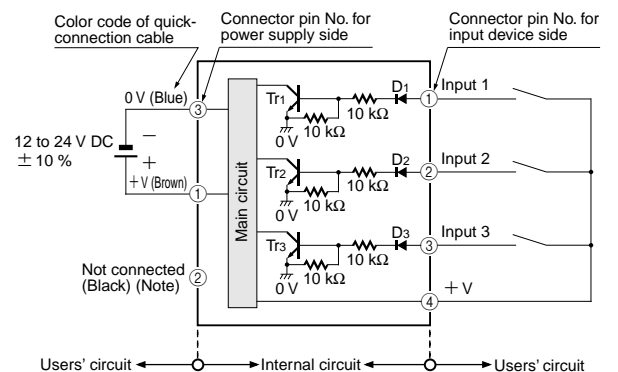 Color code of quick-
connection cable
Connector pin No. for
power supply side
Connector pin No. for
input device side
0 V (Blue)
3
12 to 24 V DC
± 10 %
−
+
+ V (Brown)
1
Not connected
(Black) (Note)
2
Main circuit
Tr1
10 kΩ
10 kΩ
0 V
D1
1
Input 1
Tr2
10 kΩ
10 kΩ
0 V
D2
2
Input 2
Tr3
10 kΩ
10 kΩ
0 V
D3
3
Input 3
4
+ V
Users' circuit
Internal circuit
Users' circuit